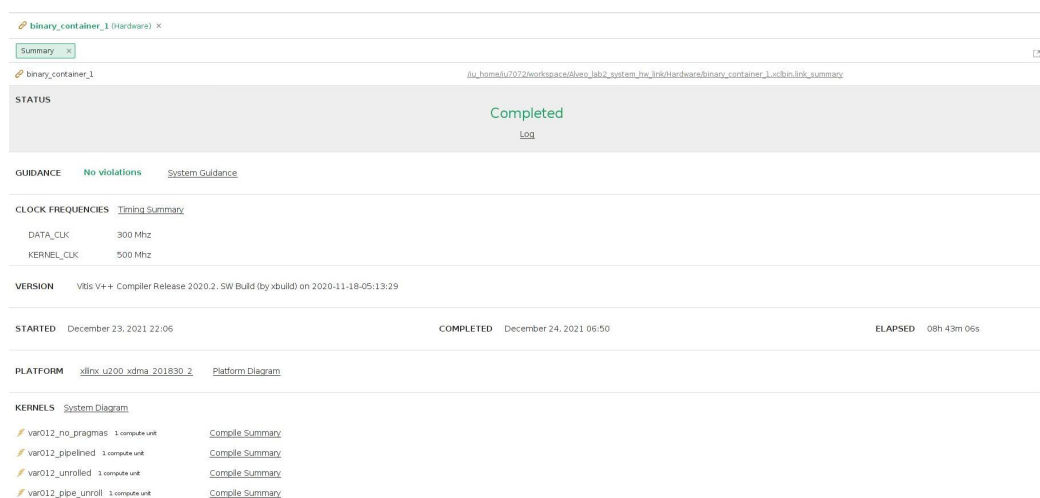 binary_container_1 (Hardware) ×
Summary ×
binary_container_1 /iu_home/iu7072/workspace/Alveo_lab2_system_hw_link/Hardware/binary_container_1.xclbin.link_summary
STATUS
Completed
Log
GUIDANCE No violations System Guidance
CLOCK FREQUENCIES Timing Summary
DATA_CLK 300 Mhz
KERNEL_CLK 500 Mhz
VERSION Vitis V++ Compiler Release 2020.2. SW Build (by xbuild) on 2020-11-18-05:13:29
STARTED December 23, 2021 22:06 COMPLETED December 24, 2021 06:50 ELAPSED 08h 43m 06s
PLATFORM xilinx_u200_xdma_201830_2 Platform Diagram
KERNELS System Diagram
var012_no_pragmas 1 compute unit Compile Summary
var012_pipelined 1 compute unit Compile Summary
var012_unrolled 1 compute unit Compile Summary
var012_pipe_unroll 1 compute unit Compile Summary